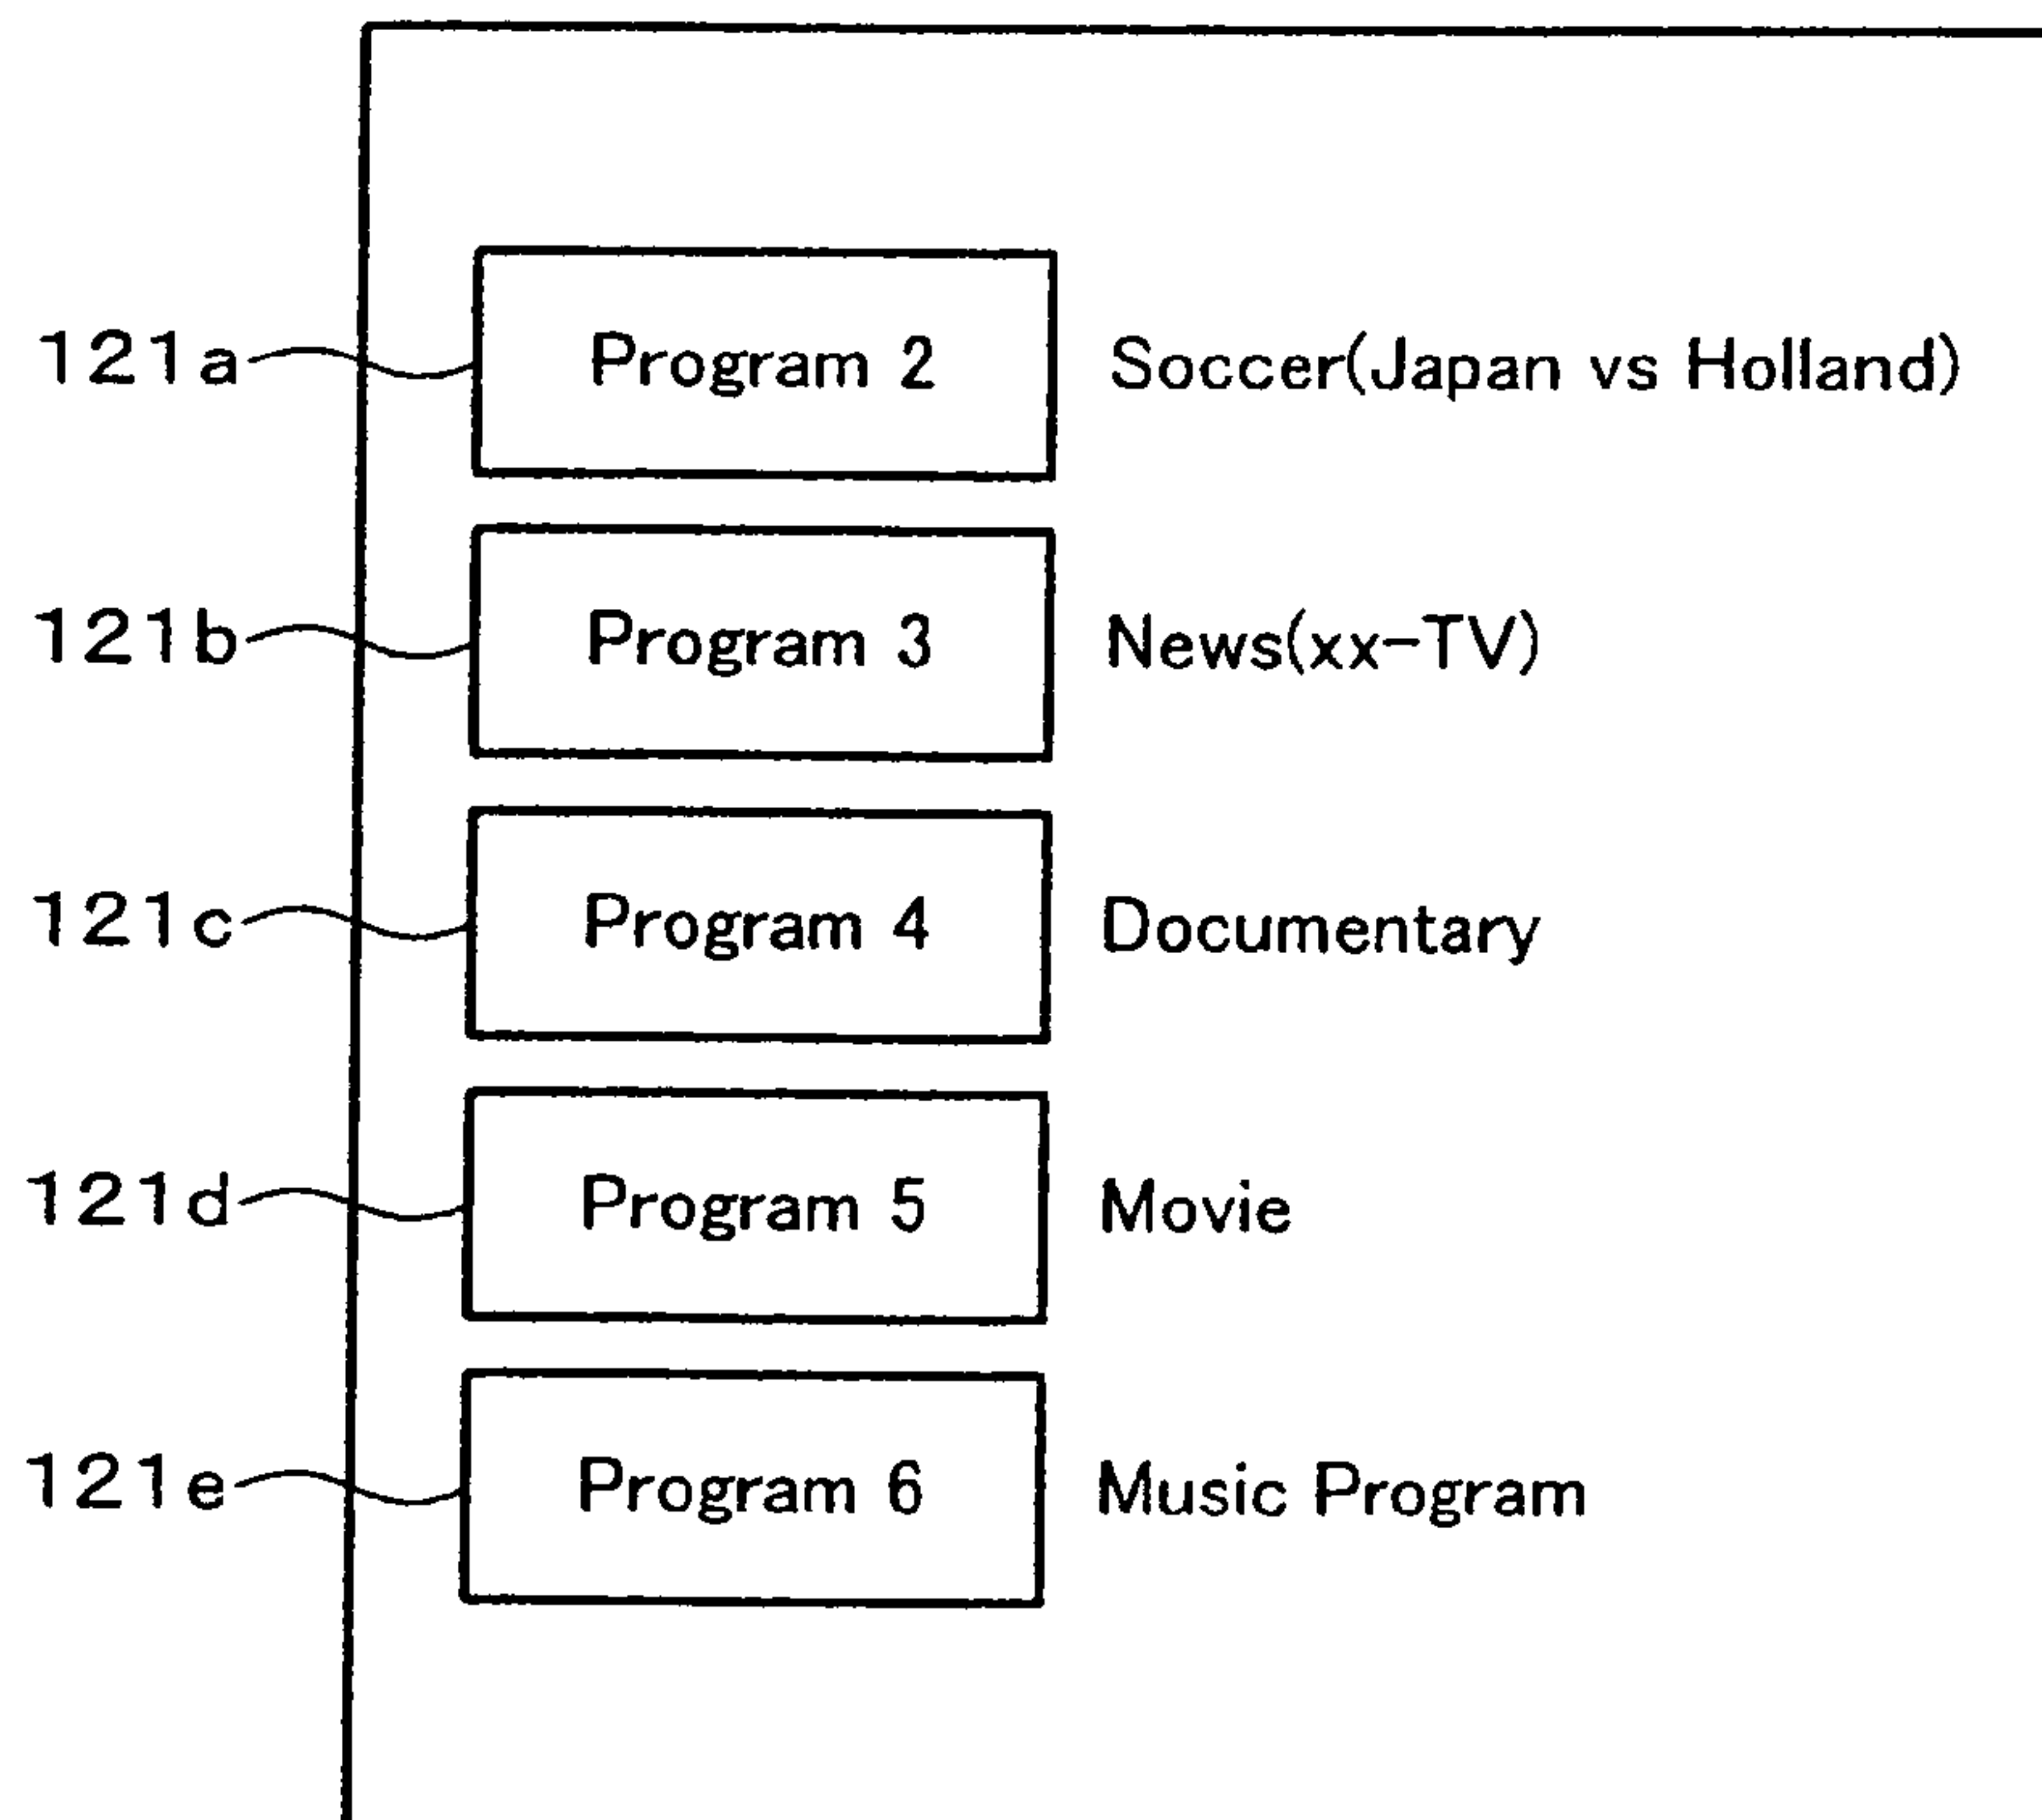 121a Program 2 Soccer(Japan vs Holland)
121b Program 3 News(xx-TV)
121c Program 4 Documentary
121d Program 5 Movie
121e Program 6 Music Program